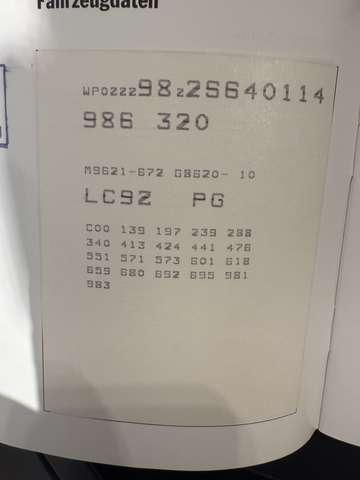 Fahrzeugdaten
WP0ZZZ98Z2S640114
986 320
M9621-672 G8620- 10
LC9Z PG
C00 139 197 239 288
340 413 424 441 476
551 571 573 601 618
659 680 692 695 981
983